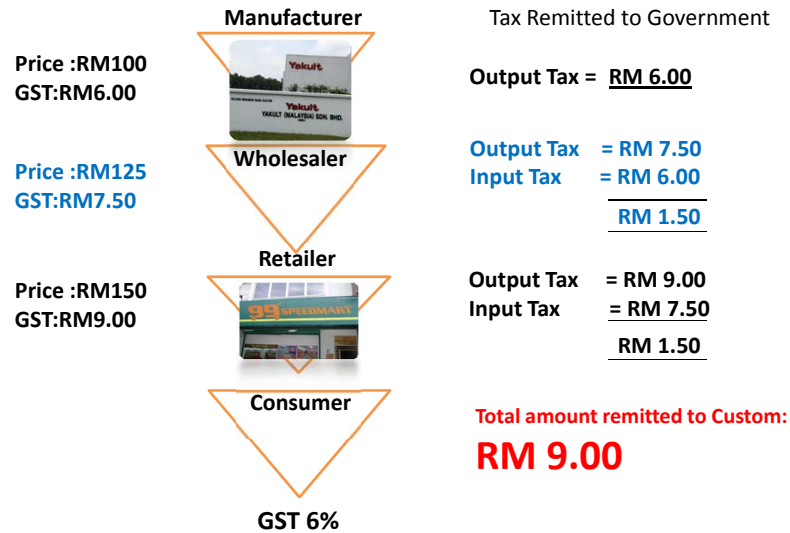 Manufacturer
Tax Remitted to Government
Price :RM100
GST:RM6.00
Yakult
Yakult
YAKULT (MALAYSIA) SDN. BHD.
Output Tax = RM 6.00
Wholesaler
Price :RM125
GST:RM7.50
Output Tax = RM 7.50
Input Tax = RM 6.00
RM 1.50
Retailer
Price :RM150
GST:RM9.00
99 SPEEDMART
Output Tax = RM 9.00
Input Tax = RM 7.50
RM 1.50
Consumer
Total amount remitted to Custom:
RM 9.00
GST 6%